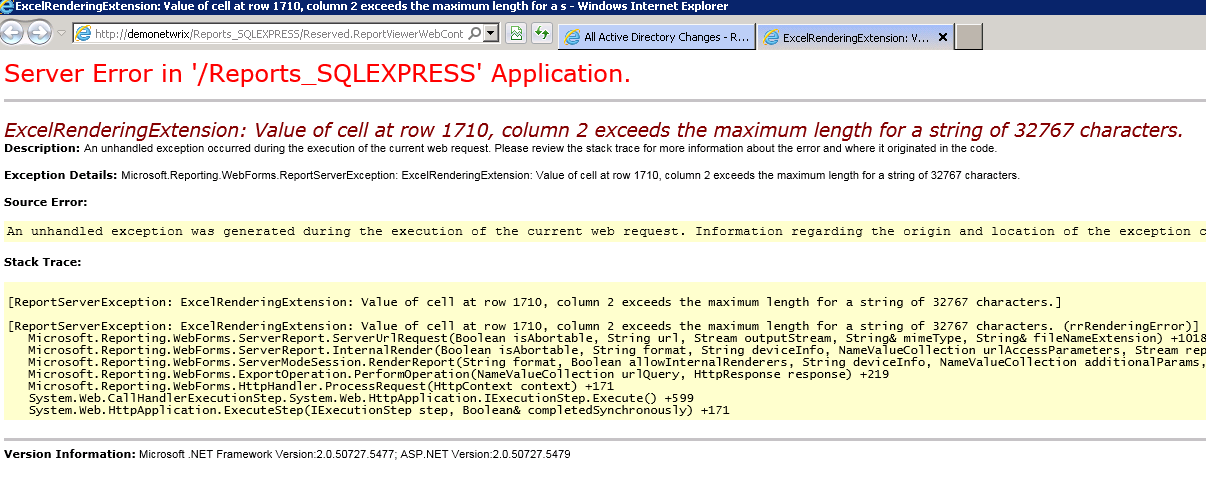 ExcelRenderingExtension: Value of cell at row 1710, column 2 exceeds the maximum length for a s - Windows Internet Explorer
http://demonetwrix/Reports_SQLEXPRESS/Reserved.ReportViewerWebCont
All Active Directory Changes - R...
ExcelRenderingExtension: V...
Server Error in '/Reports_SQLEXPRESS' Application.
ExcelRenderingExtension: Value of cell at row 1710, column 2 exceeds the maximum length for a string of 32767 characters.
Description: An unhandled exception occurred during the execution of the current web request. Please review the stack trace for more information about the error and where it originated in the code.
Exception Details: Microsoft.Reporting.WebForms.ReportServerException: ExcelRenderingExtension: Value of cell at row 1710, column 2 exceeds the maximum length for a string of 32767 characters.
Source Error:
An unhandled exception was generated during the execution of the current web request. Information regarding the origin and location of the exception c
Stack Trace:
[ReportServerException: ExcelRenderingExtension: Value of cell at row 1710, column 2 exceeds the maximum length for a string of 32767 characters.]
[ReportServerException: ExcelRenderingExtension: Value of cell at row 1710, column 2 exceeds the maximum length for a string of 32767 characters. (rrRenderingError)]
Microsoft.Reporting.WebForms.ServerReport.ServerUrlRequest(Boolean isAbortable, String url, Stream outputStream, String& mimeType, String& fileNameExtension) +1018
Microsoft.Reporting.WebForms.ServerReport.InternalRender(Boolean isAbortable, String format, String deviceInfo, NameValueCollection urlAccessParameters, Stream rep
Microsoft.Reporting.WebForms.ServerModeSession.RenderReport(String format, Boolean allowInternalRenderers, String deviceInfo, NameValueCollection additionalParams,
Microsoft.Reporting.WebForms.ExportOperation.PerformOperation(NameValueCollection urlQuery, HttpResponse response) +219
Microsoft.Reporting.WebForms.HttpHandler.ProcessRequest(HttpContext context) +171
System.Web.CallHandlerExecutionStep.System.Web.HttpApplication.IExecutionStep.Execute() +599
System.Web.HttpApplication.ExecuteStep(IExecutionStep step, Boolean& completedSynchronously) +171
Version Information: Microsoft .NET Framework Version:2.0.50727.5477; ASP.NET Version:2.0.50727.5479